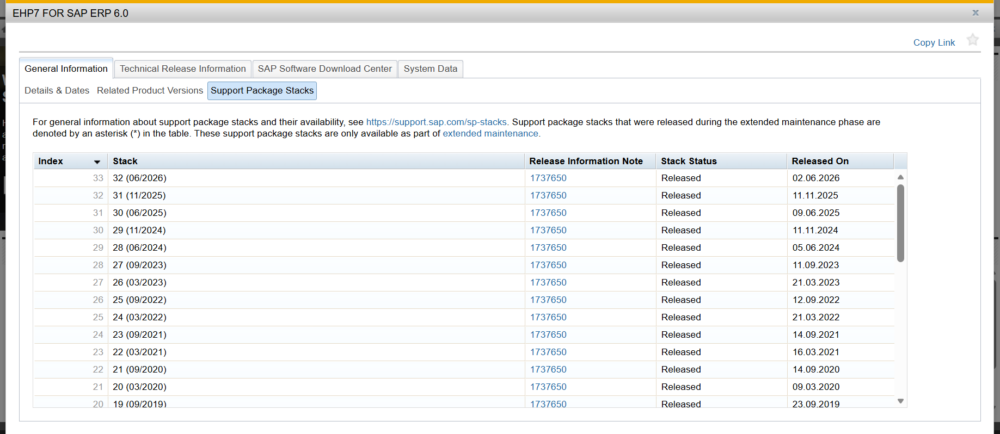 EHP7 FOR SAP ERP 6.0
x
Copy Link
General Information Technical Release Information SAP Software Download Center System Data
Details & Dates Related Product Versions Support Package Stacks
For general information about support package stacks and their availability, see https://support.sap.com/sp-stacks. Support package stacks that were released during the extended maintenance phase are
denoted by an asterisk (*) in the table. These support package stacks are only available as part of extended maintenance.
Index Stack Release Information Note Stack Status Released On
33 32 (06/2026) 1737650 Released 02.06.2026
32 31 (11/2025) 1737650 Released 11.11.2025
31 30 (06/2025) 1737650 Released 09.06.2025
30 29 (11/2024) 1737650 Released 11.11.2024
29 28 (06/2024) 1737650 Released 05.06.2024
28 27 (09/2023) 1737650 Released 11.09.2023
27 26 (03/2023) 1737650 Released 21.03.2023
26 25 (09/2022) 1737650 Released 12.09.2022
25 24 (03/2022) 1737650 Released 21.03.2022
24 23 (09/2021) 1737650 Released 14.09.2021
23 22 (03/2021) 1737650 Released 16.03.2021
22 21 (09/2020) 1737650 Released 14.09.2020
21 20 (03/2020) 1737650 Released 09.03.2020
20 19 (09/2019) 1737650 Released 23.09.2019